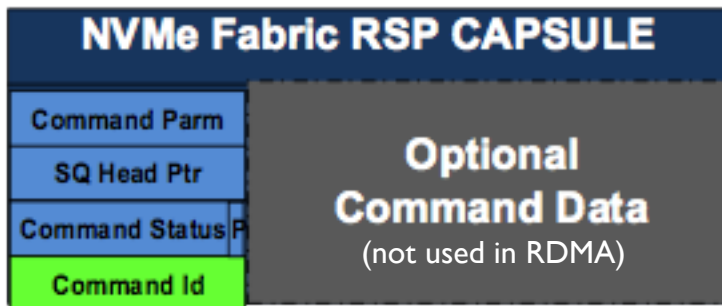 NVMe Fabric RSP CAPSULE
Command Parm
SQ Head Ptr
Command Status P
Command Id
Optional
Command Data
(not used in RDMA)